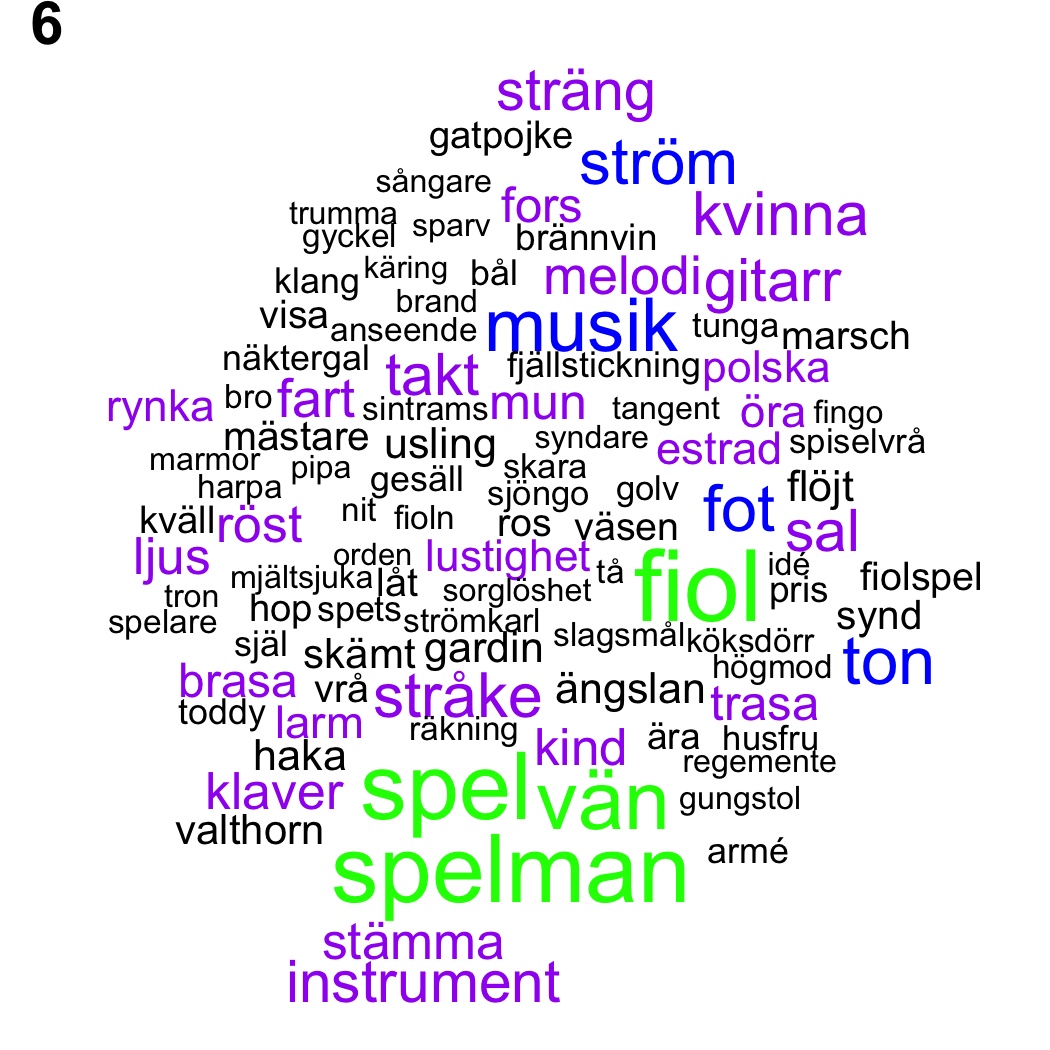 6
sträng
gatpojke
ström
sångare
fors
kvinna
trumma
sparv
gyckel
brännvin
klang
käring
bål
melodi
gitarr
brand
visa
anseende
musik
tunga
marsch
näktergal
takt
fjällstickning
polska
rynka
bro
fart
sintrams
mun
tangent
öra
fingo
mästare
usling
syndare
estrad
spiselvrå
marmor
pipa
gesäll
skara
harpa
sjöngo
golv
fot
flöjt
kväll
röst
nit
fioln
ros
väsen
sal
ljus
orden
lustighet
tå
fiol
idé
fiolspel
tron
mjältsjuka
låt
sorglöshet
pris
spelare
hop
spets
strömkarl
synd
själ
skämt
gardin
slagsmål
köksdörr
ton
brasa
vrå
stråke
ängslan
högmod
trasa
toddy
larm
räkning
kind
ära
husfru
haka
regemente
klaver
spel
vän
gungstol
valthorn
spelman
armé
stämma
instrument